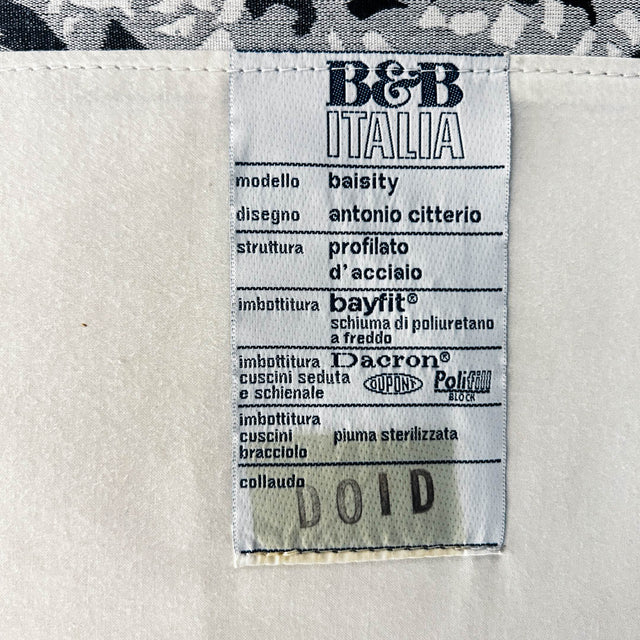 B&B
ITALIA
modello baisity
disegno antonio citterio
struttura profilato
d'acciaio
imbottitura bayfit®
schiuma di poliuretano
a freddo
imbottitura Dacron®
cuscini seduta
e schienale DUPONT Polifill
BLOCK
imbottitura
cuscini piuma sterilizzata
bracciolo
collaudo DOID